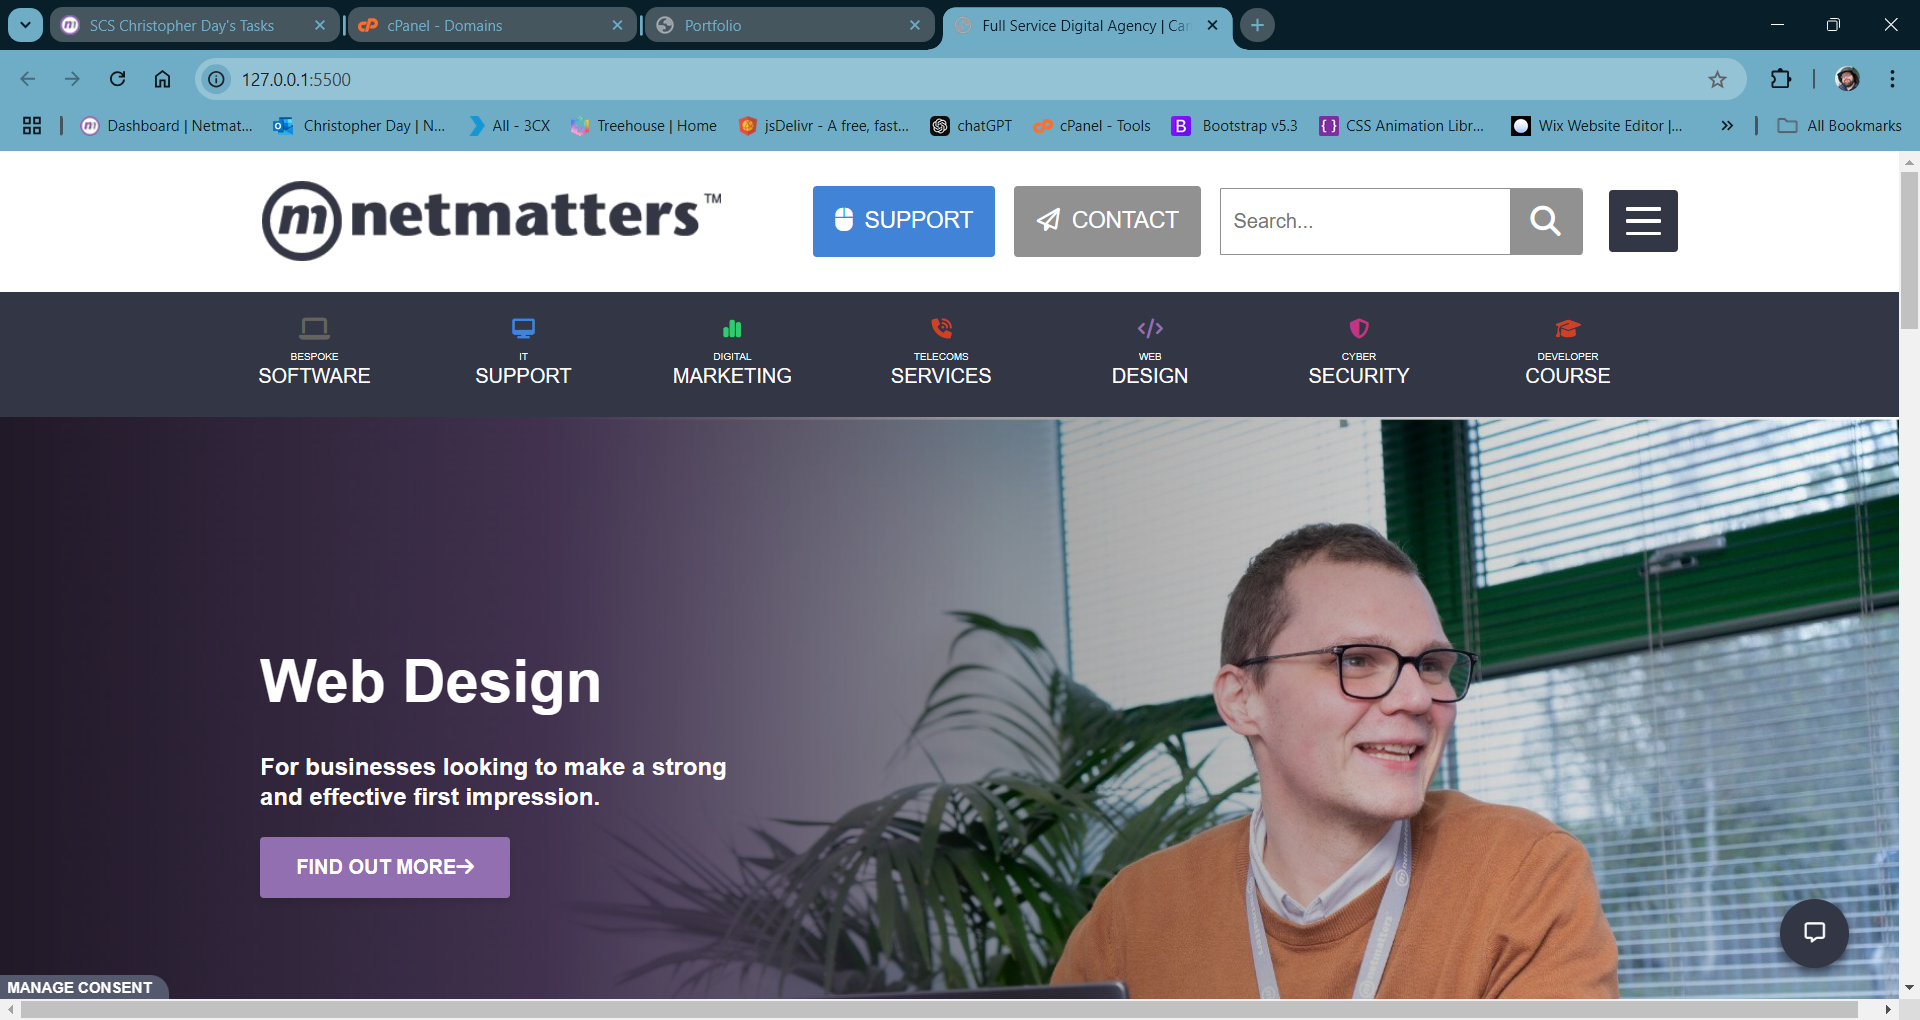 SCS Christopher Day's Tasks
cPanel - Domains
Portfolio
Full Service Digital Agency | Car
127.0.0.1:5500
Dashboard | Netmat...
Christopher Day | N...
All - 3CX
Treehouse | Home
jsDelivr - A free, fast...
chatGPT
cPanel - Tools
Bootstrap v5.3
CSS Animation Libr...
Wix Website Editor |...
All Bookmarks
netmatters™
SUPPORT
CONTACT
Search...
BESPOKE
SOFTWARE
IT
SUPPORT
DIGITAL
MARKETING
TELECOMS
SERVICES
WEB
DESIGN
CYBER
SECURITY
DEVELOPER
COURSE
Web Design
For businesses looking to make a strong
and effective first impression.
FIND OUT MORE→
MANAGE CONSENT
netmatters